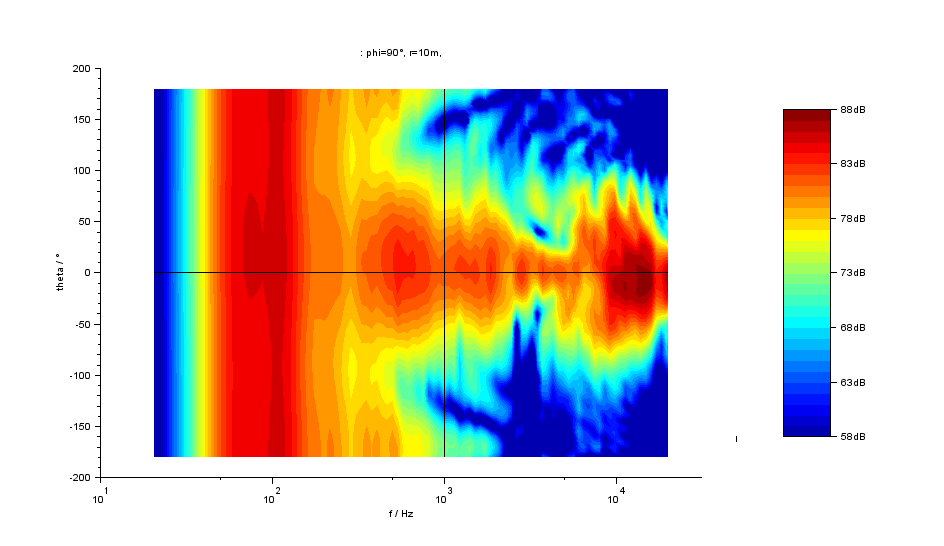 : phi=90°, r=10m,
200
150
100
50
0
-50
-100
-150
-200
theta / °
10^1
10^2
10^3
10^4
f / Hz
88dB
83dB
78dB
73dB
68dB
63dB
58dB